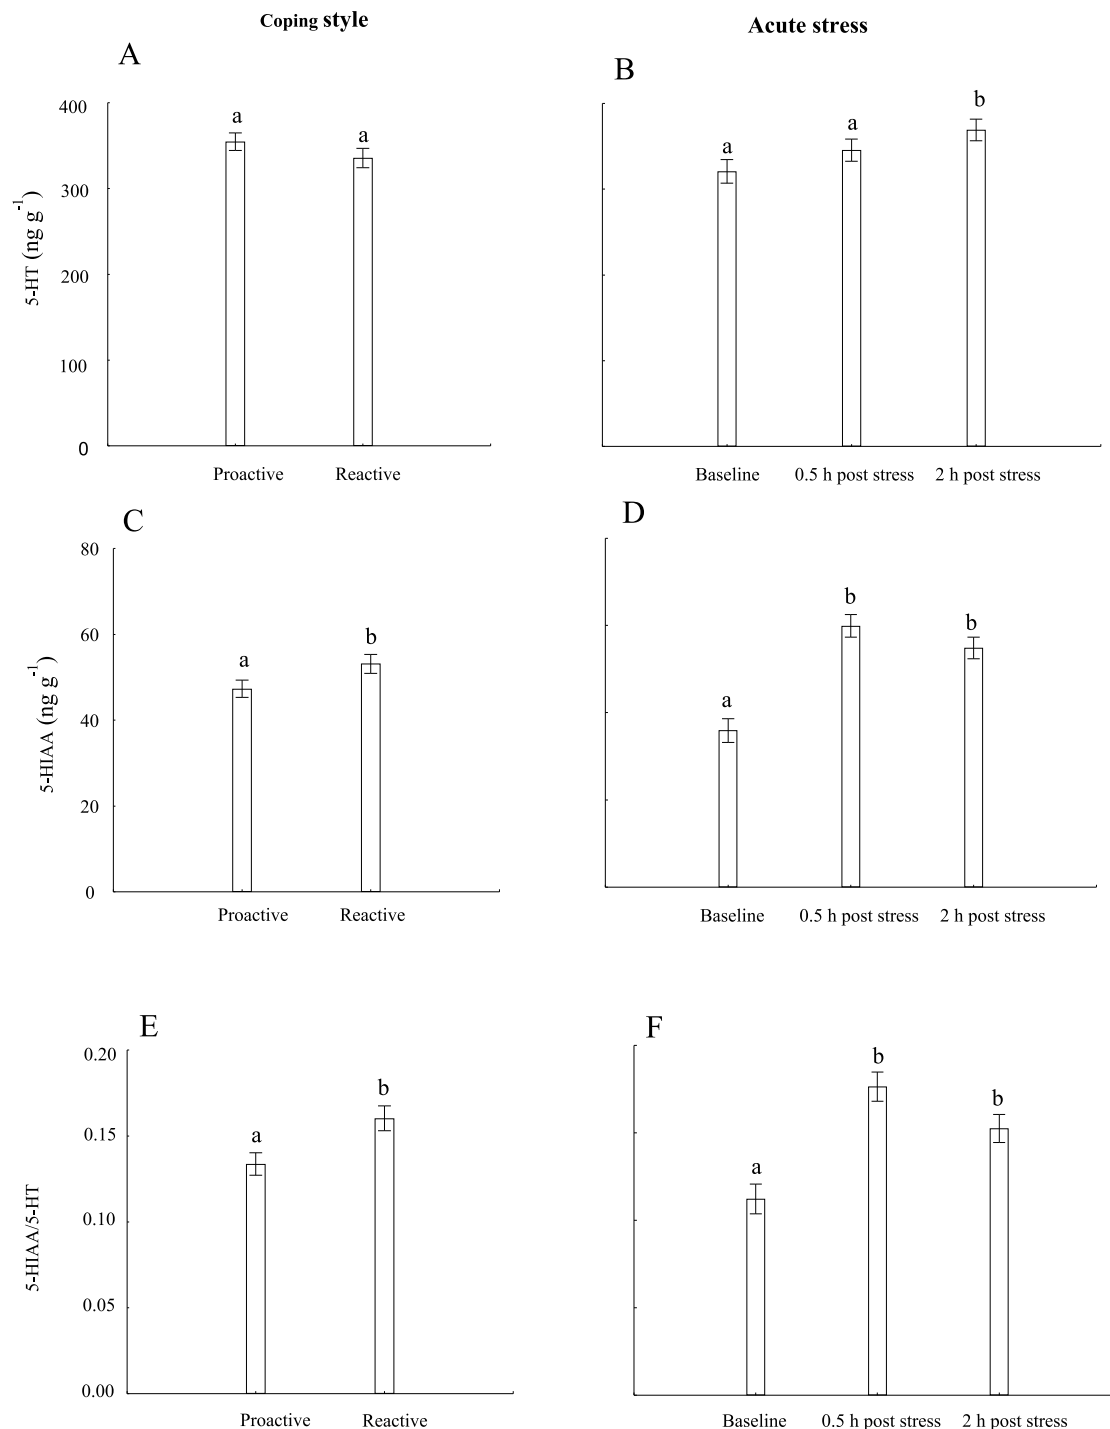 Coping style
Acute stress
A
B
400
300
200
100
0
5-HT (ng g-1)
a
a
a
a
b
Proactive
Reactive
Baseline
0.5 h post stress
2 h post stress
C
D
80
60
40
20
0
5-HIAA (ng g-1)
a
b
a
b
b
Proactive
Reactive
Baseline
0.5 h post stress
2 h post stress
E
F
0.20
0.15
0.10
0.05
0.00
5-HIAA/5-HT
a
b
a
b
b
Proactive
Reactive
Baseline
0.5 h post stress
2 h post stress